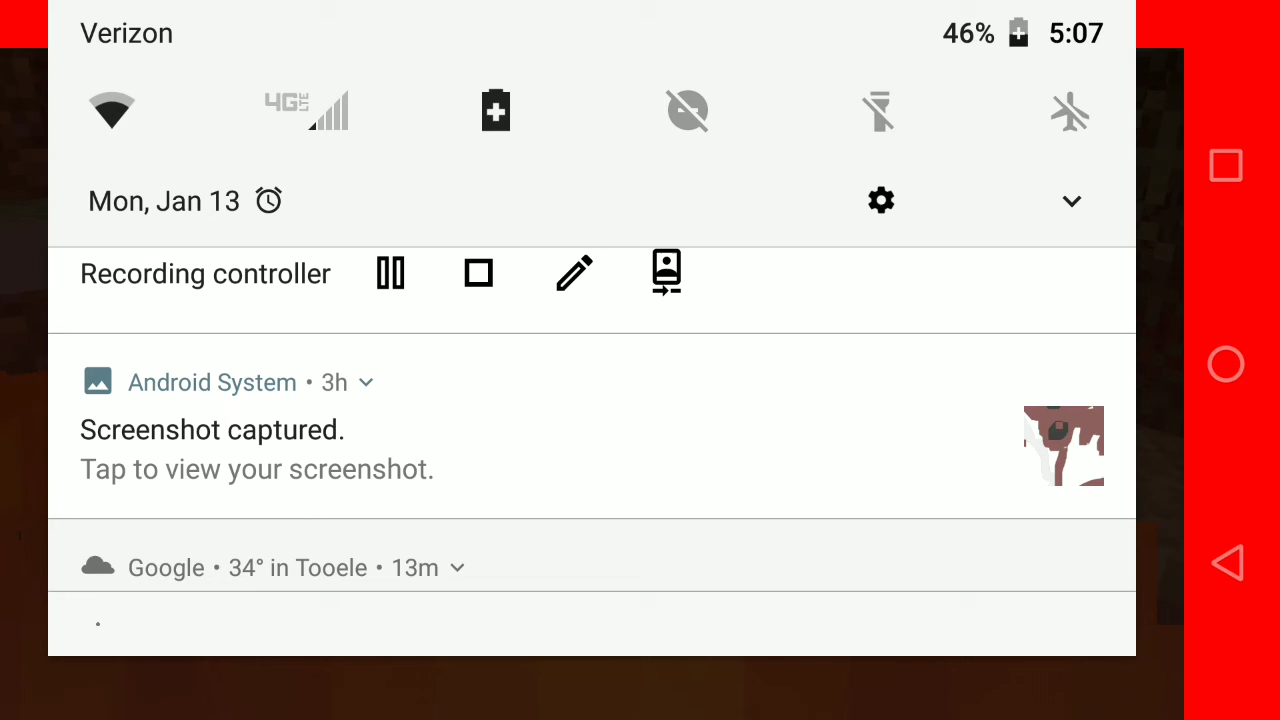 Verizon 46% 5:07
4G LTE
Mon, Jan 13
Recording controller
Android System • 3h
Screenshot captured.
Tap to view your screenshot.
Google • 34° in Tooele • 13m